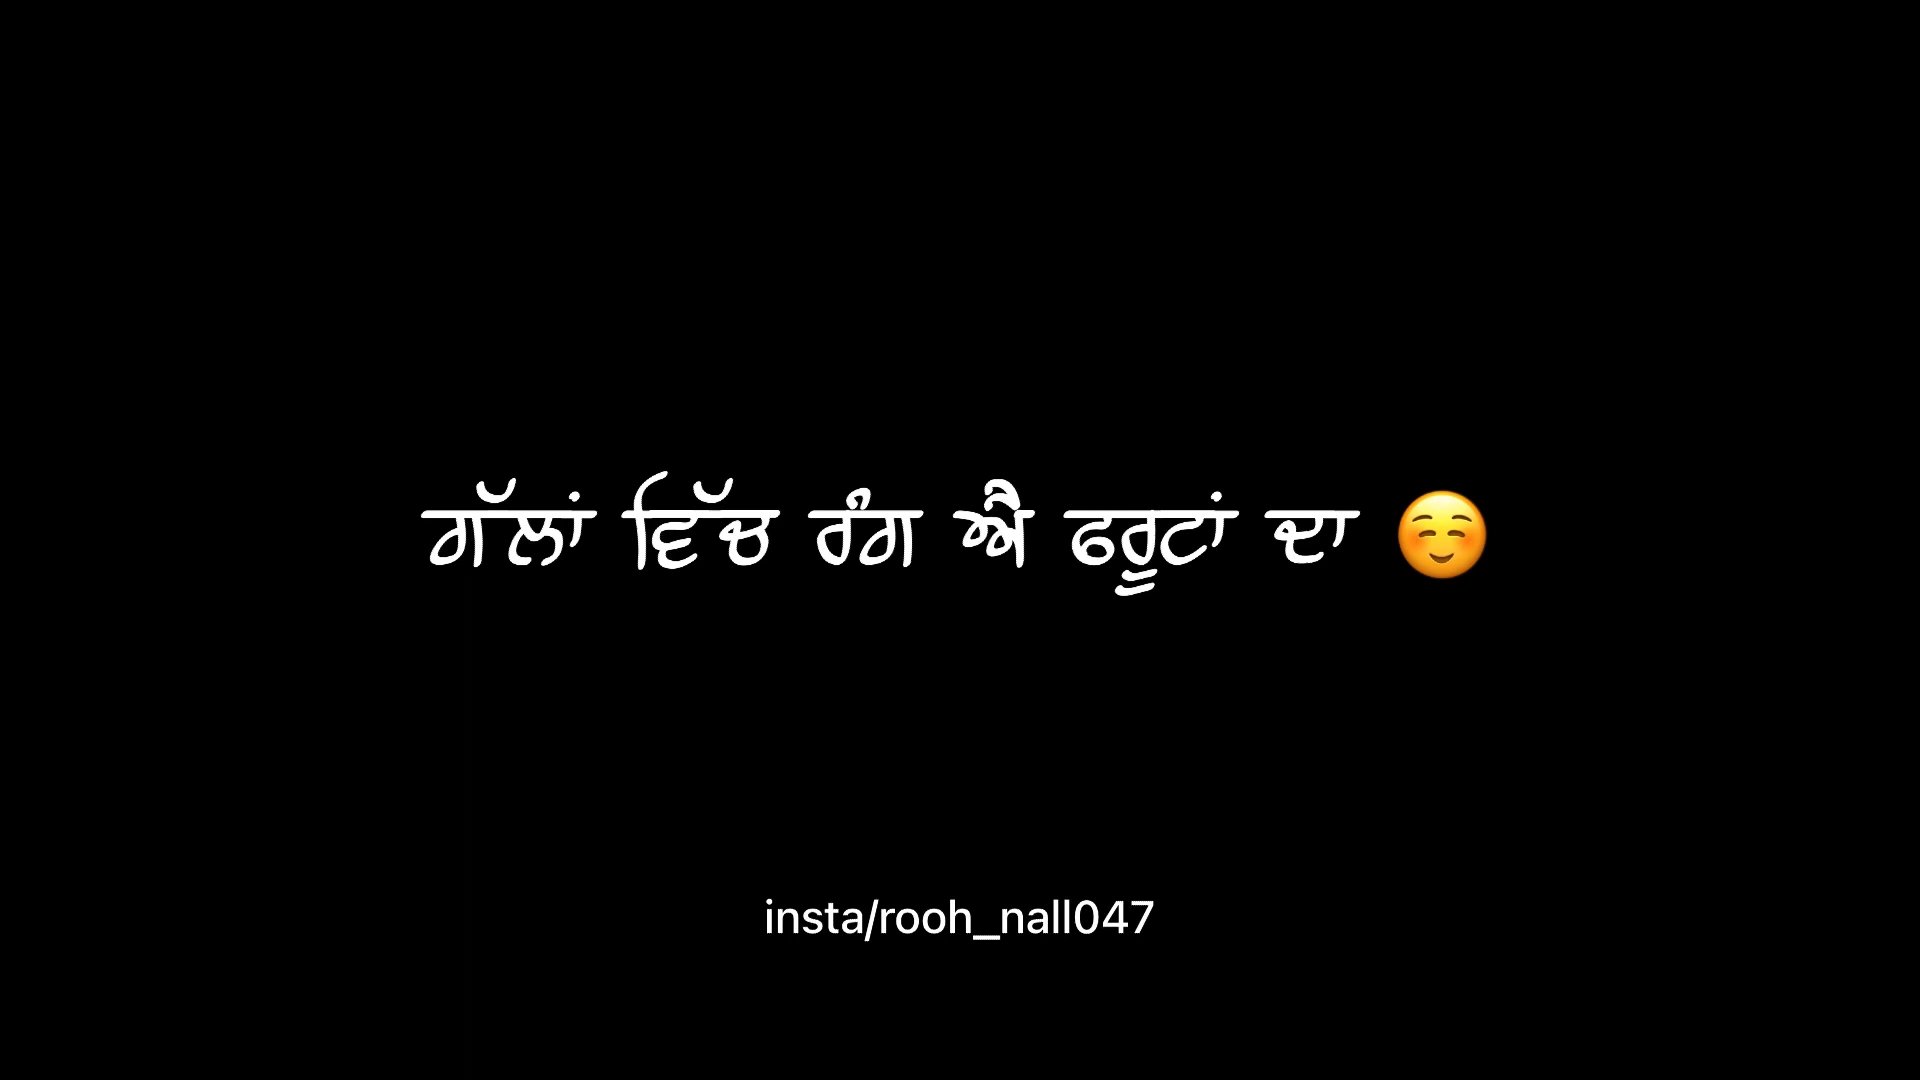 ਗੱਲਾਂ ਵਿੱਚ ਰੰਗ ਐ ਫਰੂਟਾਂ ਦਾ ☺️
insta/rooh_nall047